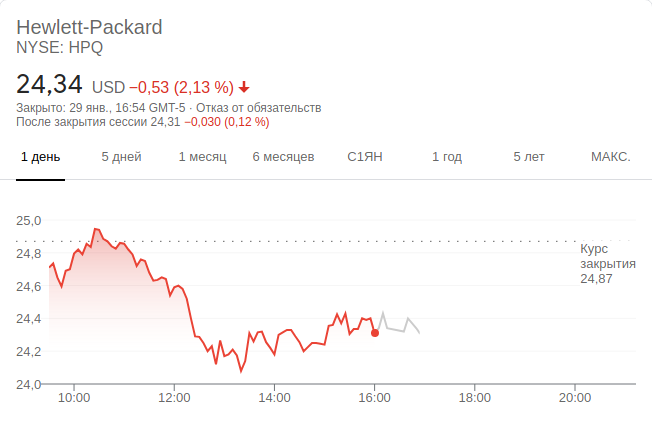 Hewlett-Packard
NYSE: HPQ
24,34 USD −0,53 (2,13 %)
Закрыто: 29 янв., 16:54 GMT-5 · Отказ от обязательств
После закрытия сессии 24,31 −0,030 (0,12 %)
1 день 5 дней 1 месяц 6 месяцев С1ЯН 1 год 5 лет МАКС.
25,0
24,8
24,6
24,4
24,2
24,0
Курс
закрытия
24,87
10:00 12:00 14:00 16:00 18:00 20:00